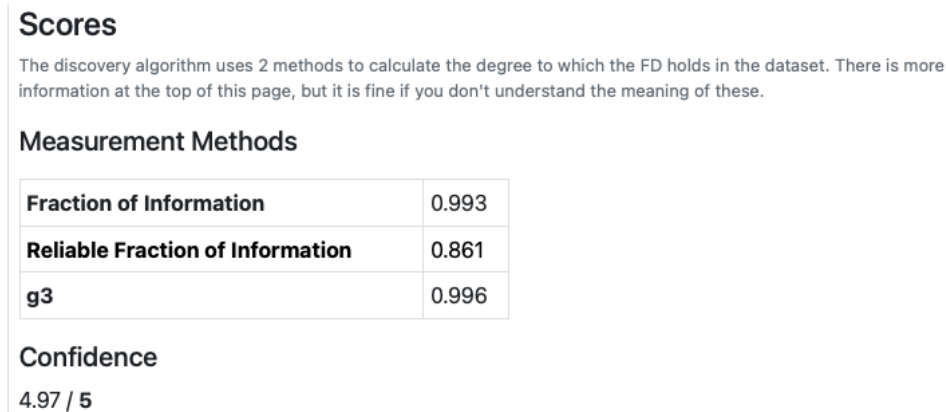 Scores
The discovery algorithm uses 2 methods to calculate the degree to which the FD holds in the dataset. There is more
information at the top of this page, but it is fine if you don't understand the meaning of these.
Measurement Methods
Fraction of Information 0.993
Reliable Fraction of Information 0.861
g3 0.996
Confidence
4.97 / 5